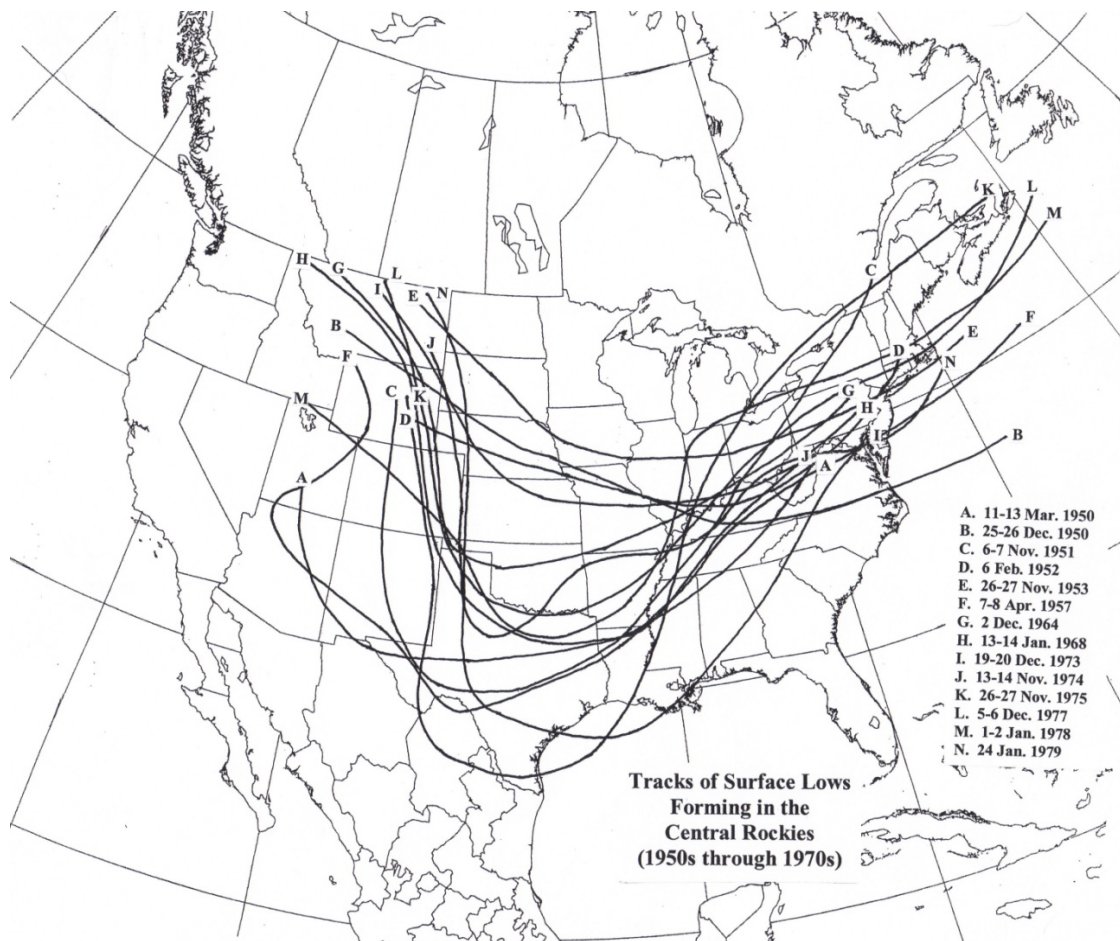 K
L
M
H
G
L
C
I
E
N
B
F
J
D
E
F
N
M
C
K
D
G
H
B
I
A
J
A
A. 11-13 Mar. 1950
B. 25-26 Dec. 1950
C. 6-7 Nov. 1951
D. 6 Feb. 1952
E. 26-27 Nov. 1953
F. 7-8 Apr. 1957
G. 2 Dec. 1964
H. 13-14 Jan. 1968
I. 19-20 Dec. 1973
J. 13-14 Nov. 1974
K. 26-27 Nov. 1975
L. 5-6 Dec. 1977
M. 1-2 Jan. 1978
N. 24 Jan. 1979
Tracks of Surface Lows
Forming in the
Central Rockies
(1950s through 1970s)